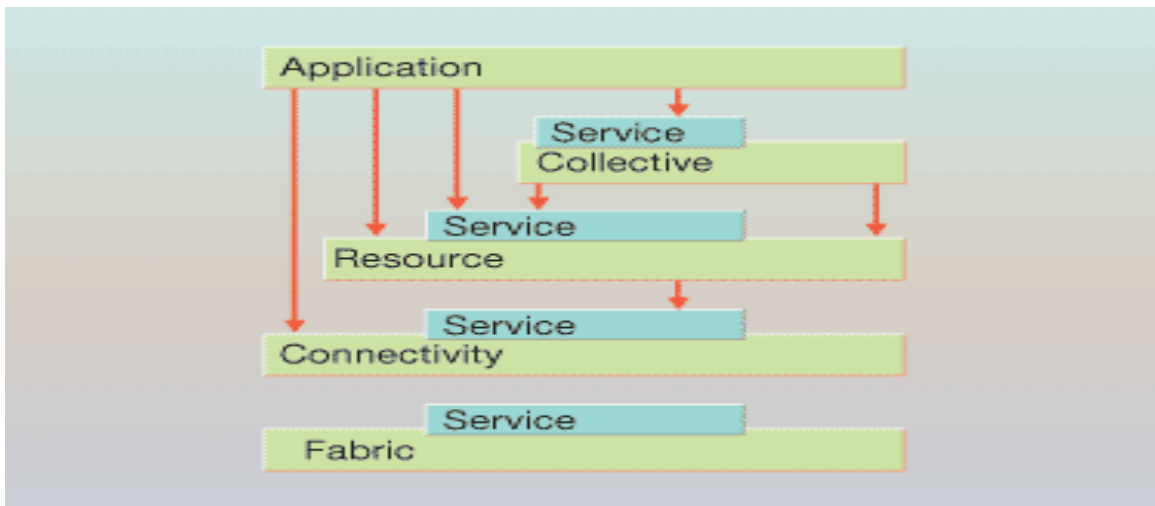 Application
Service
Collective
Service
Resource
Service
Connectivity
Service
Fabric